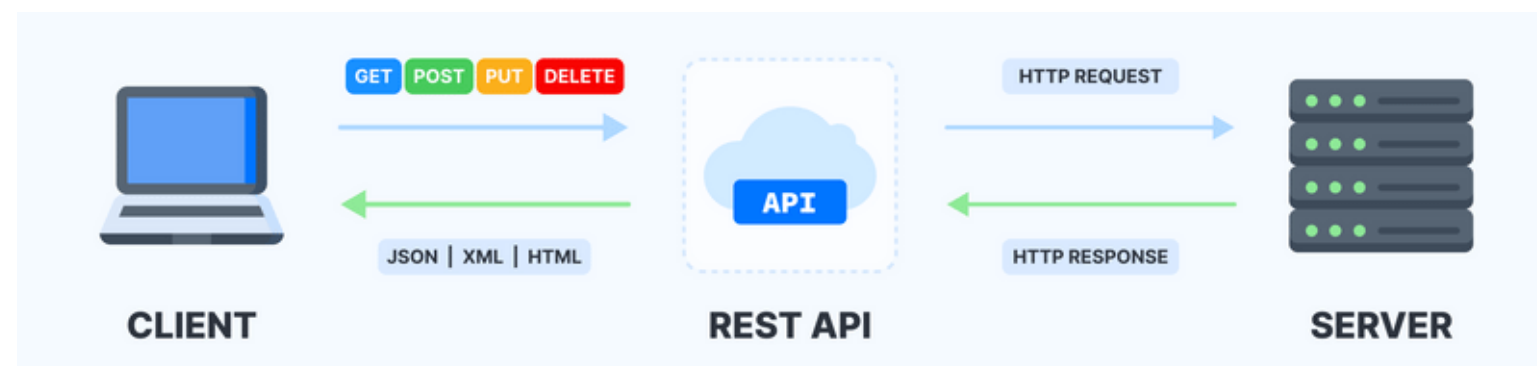 GET POST PUT DELETE
HTTP REQUEST
API
JSON | XML | HTML
HTTP RESPONSE
CLIENT
REST API
SERVER